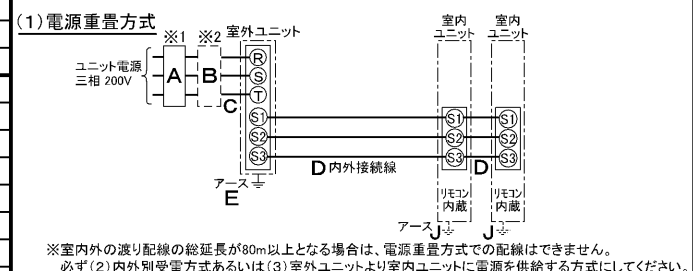 (1)電源重畳方式
※1 ※2 室外ユニット 室内ユニット 室内ユニット
ユニット電源
三相 200V
A B C
R
S
T
S1 S1 S1
S2 S2 S2
S3 S3 S3
D 内外接続線 D
アース
E
リモコン内蔵 リモコン内蔵
アース J J
※室内外の渡り配線の総延長が80m以上となる場合は、電源重畳方式での配線はできません。
必ず(2)内外別受電方式あるいは(3)室外ユニットより室内ユニットに電源を供給する方式にしてください。